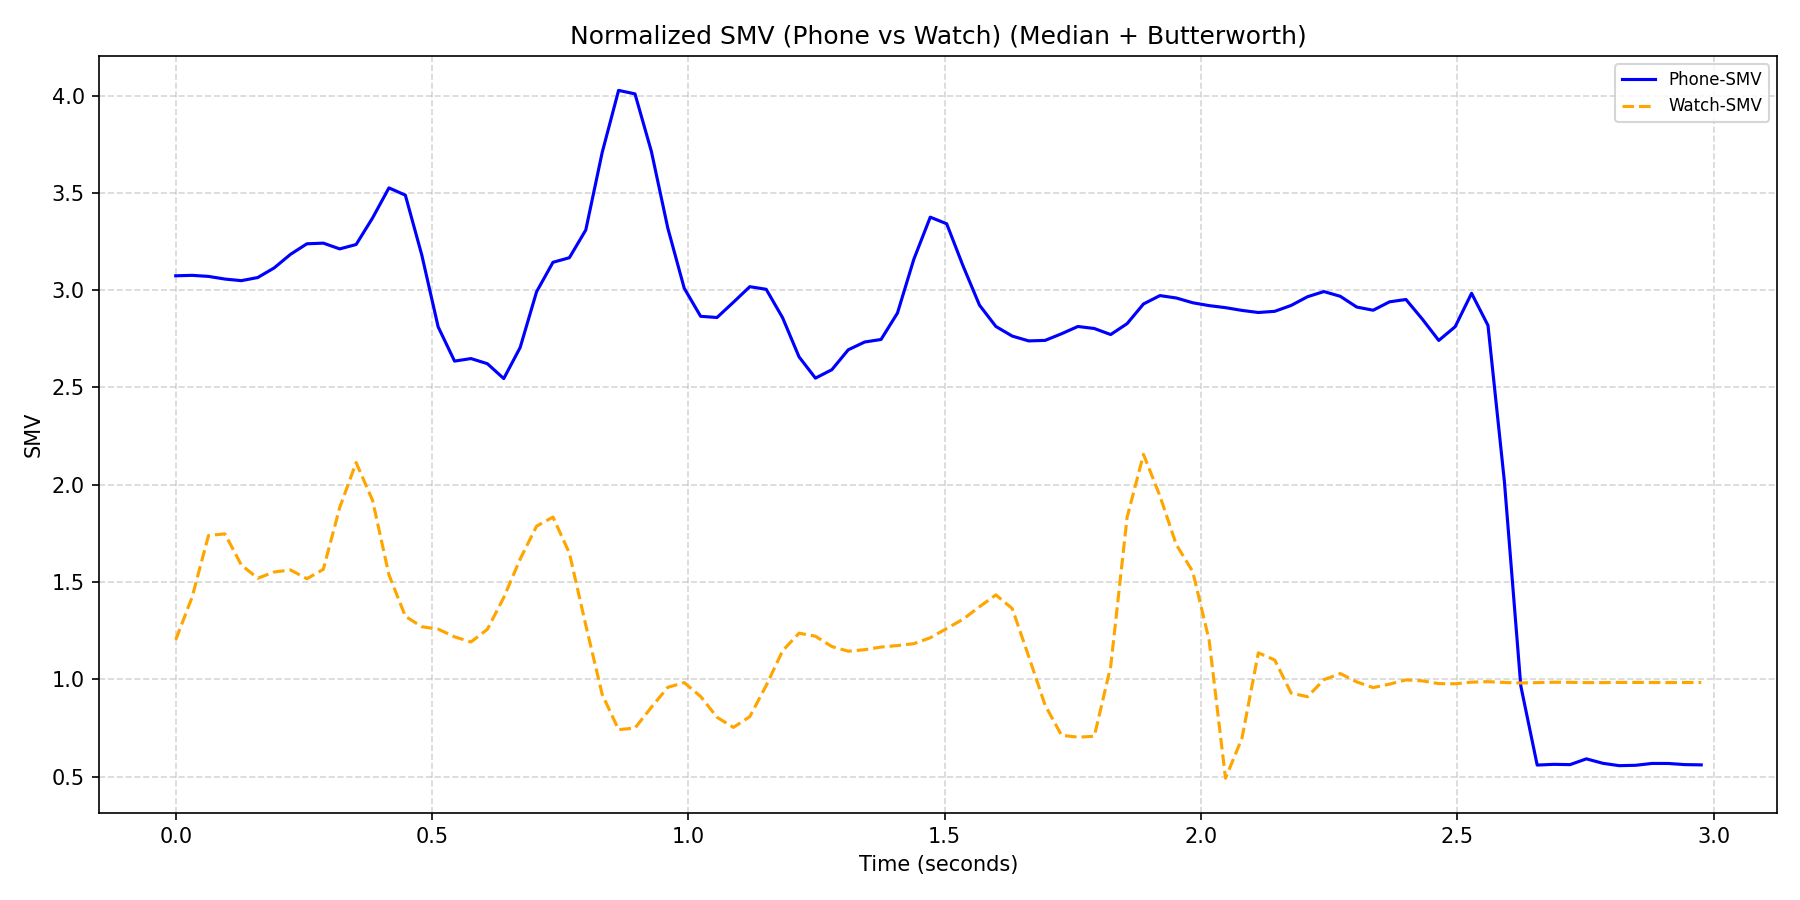 Normalized SMV (Phone vs Watch) (Median + Butterworth)
Phone-SMV
Watch-SMV
SMV
4.0
3.5
3.0
2.5
2.0
1.5
1.0
0.5
0.0 0.5 1.0 1.5 2.0 2.5 3.0
Time (seconds)